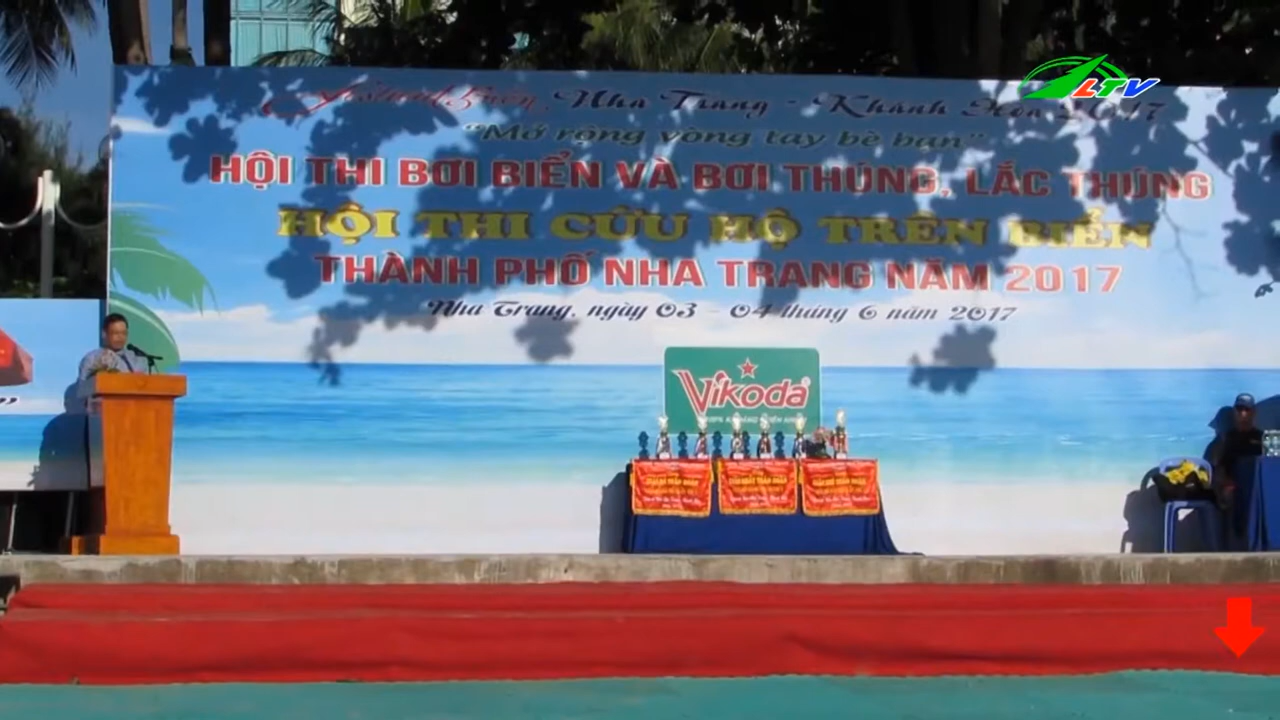 LTV
Festival Biển, Nha Trang - Khánh Hòa 2017
"Mở rộng vòng tay bè bạn"
HỘI THI BƠI BIỂN VÀ BƠI THÚNG, LẮC THÚNG
HỘI THI CỨU HỘ TRÊN BIỂN
THÀNH PHỐ NHA TRANG NĂM 2017
Nha Trang, ngày 03 - 04 tháng 6 năm 2017
Vikoda